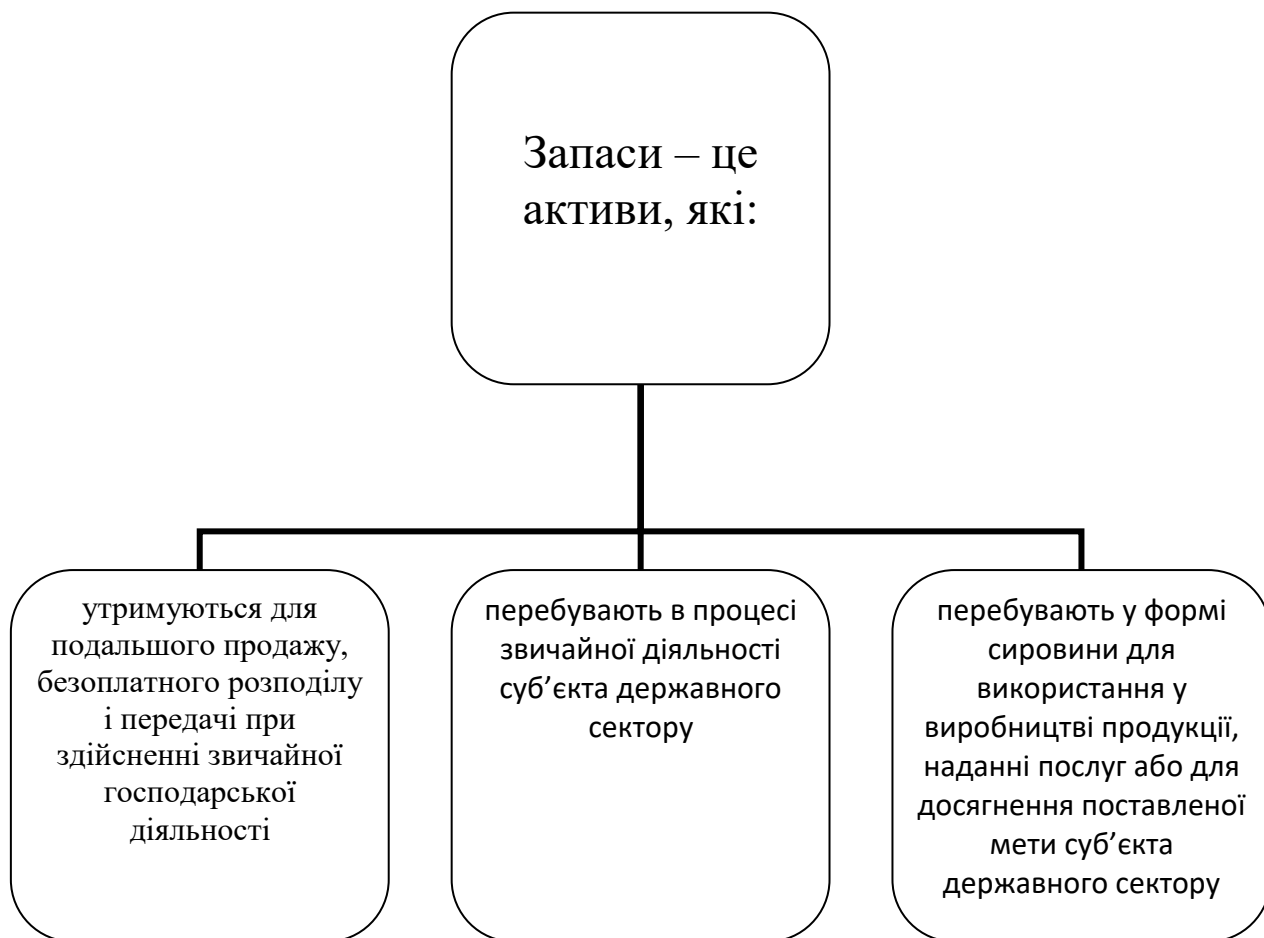 Запаси – це
активи, які:
утримуються для
подальшого продажу,
безоплатного розподілу
і передачі при
здійсненні звичайної
господарської
діяльності
перебувають в процесі
звичайної діяльності
суб’єкта державного
сектору
перебувають у формі
сировини для
використання у
виробництві продукції,
наданні послуг або для
досягнення поставленої
мети суб’єкта
державного сектору